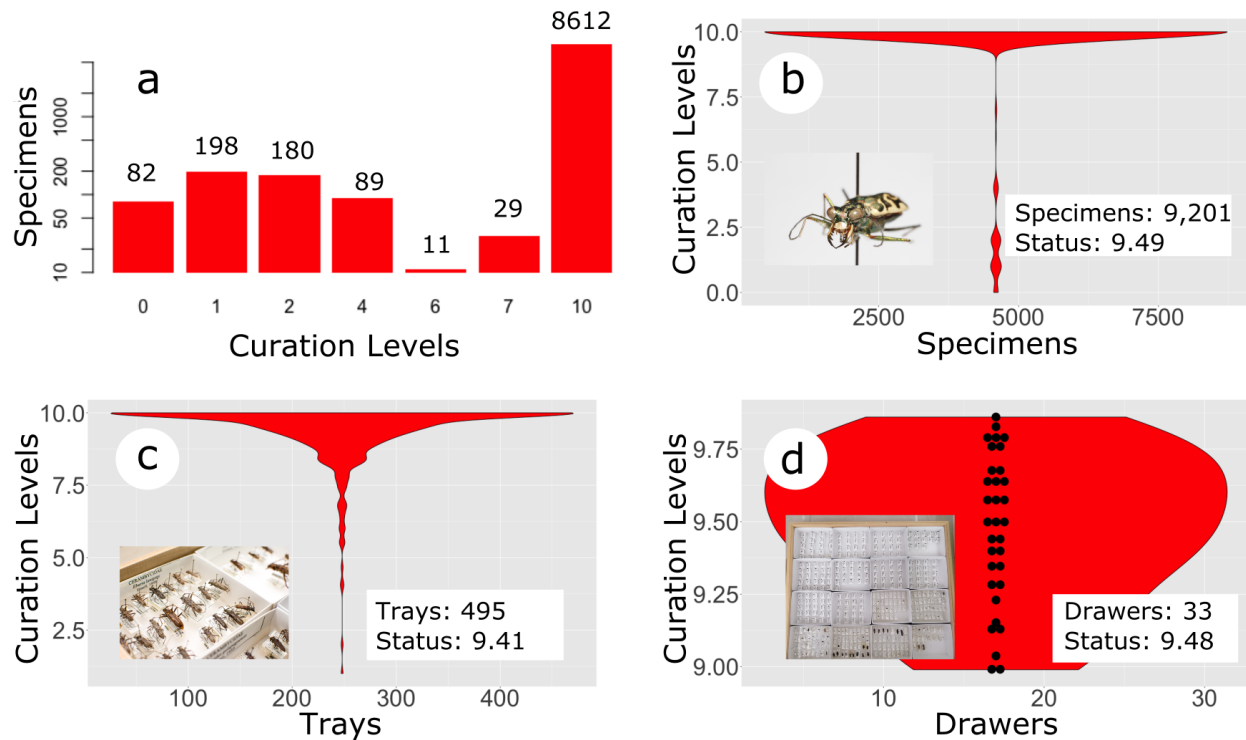 a
8612
82
198
180
89
11
29
1000
200
50
10
Specimens
0 1 2 4 6 7 10
Curation Levels
b
10.0
7.5
5.0
2.5
0.0
Curation Levels
Specimens: 9,201
Status: 9.49
2500 5000 7500
Specimens
c
10.0
7.5
5.0
2.5
Curation Levels
CERAMBYCIDAE
Trays: 495
Status: 9.41
100 200 300 400
Trays
d
9.75
9.50
9.25
9.00
Curation Levels
Drawers: 33
Status: 9.48
10 20 30
Drawers